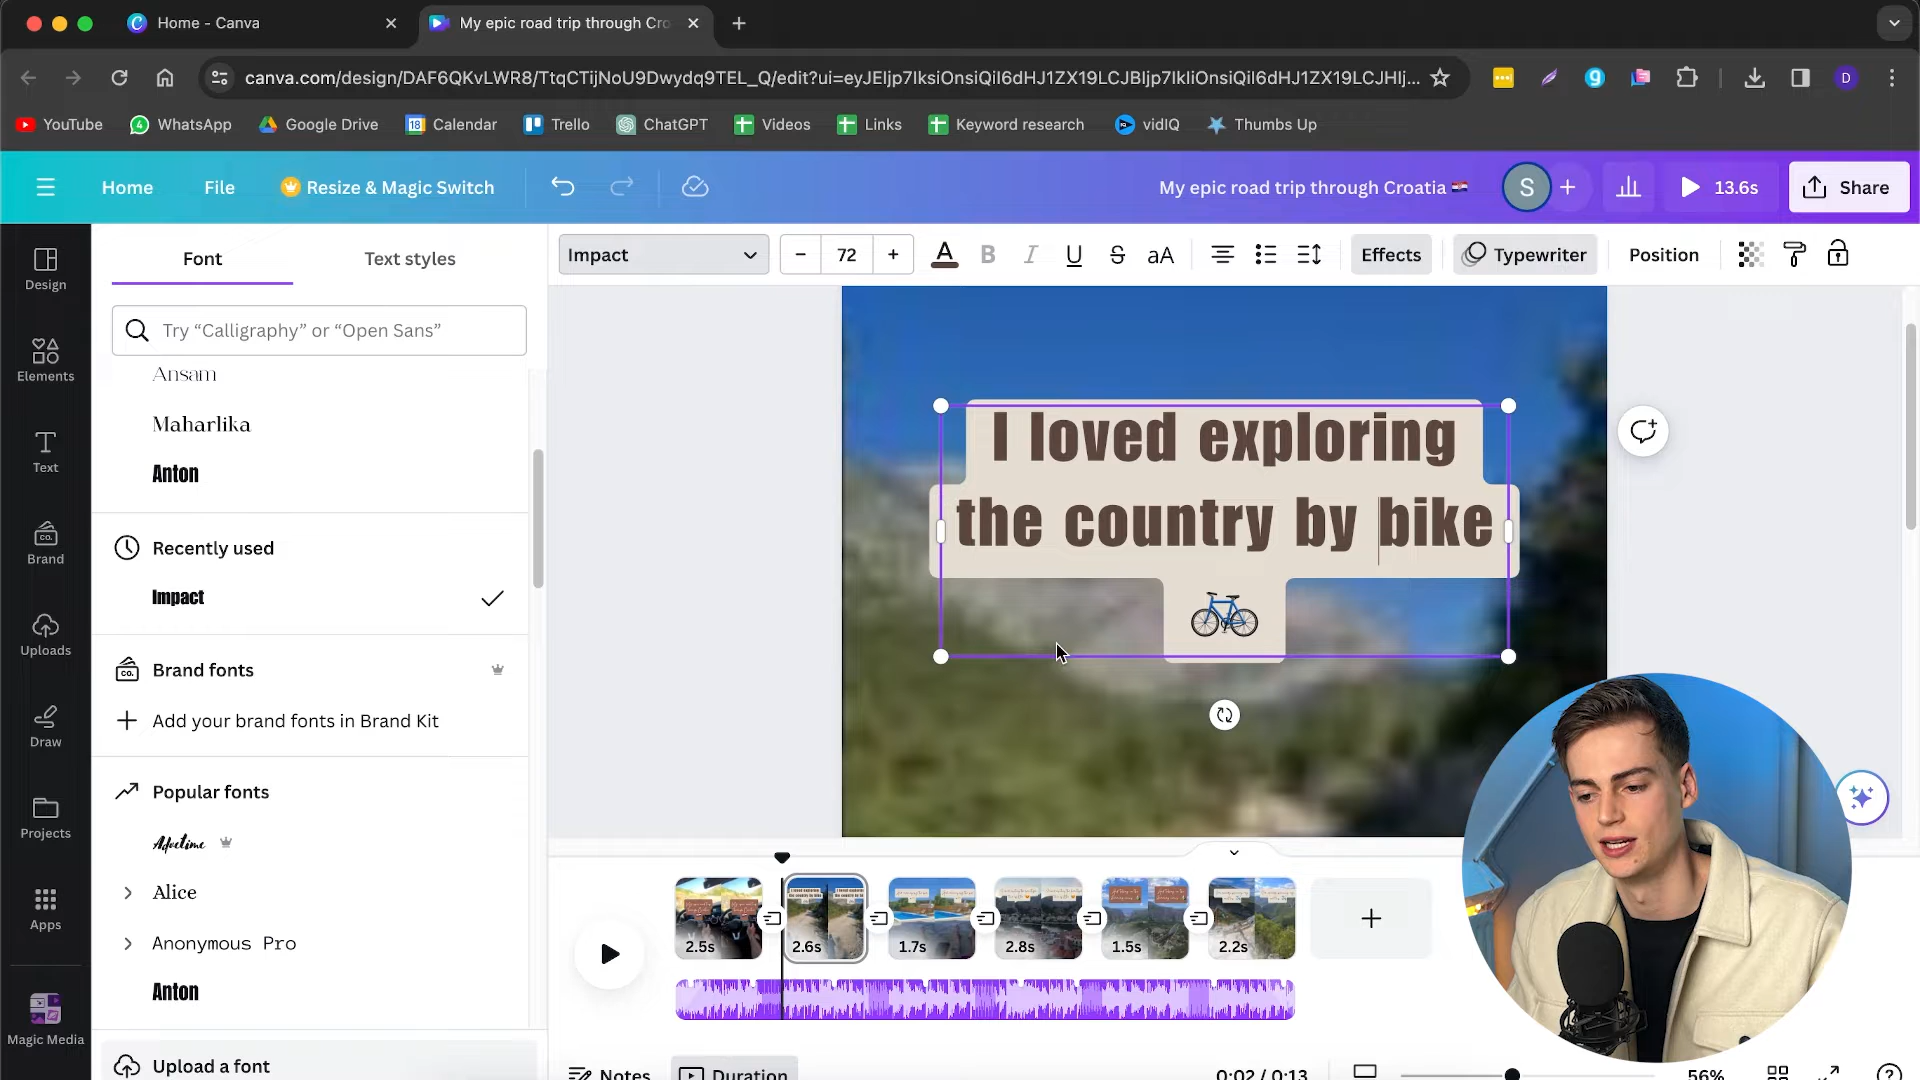 Home - Canva
My epic road trip through Cro
canva.com/design/DAF6QKvLWR8/TtqCTijNoU9Dwydq9TEL_Q/edit?ui=eyJEIjp7IksiOnsiQiI6dHJ1ZX19LCJBIjp7IkIiOnsiQiI6dHJ1ZX19LCJHIj...
D
YouTube
WhatsApp
Google Drive
Calendar
Trello
ChatGPT
Videos
Links
Keyword research
vidIQ
Thumbs Up
Home
File
Resize & Magic Switch
My epic road trip through Croatia 🇭🇷
S
13.6s
Share
Design
Elements
Text
Brand
Uploads
Draw
Projects
Apps
Magic Media
Font
Text styles
Try “Calligraphy” or “Open Sans”
Ansam
Maharlika
Anton
Recently used
Impact
Brand fonts
Add your brand fonts in Brand Kit
Popular fonts
Advetime
Alice
Anonymous Pro
Anton
Upload a font
Impact
72
A
B
I
U
S
aA
Effects
Typewriter
Position
I loved exploring
the country by bike
🚲
2.5s
2.6s
1.7s
2.8s
1.5s
2.2s
Notes
Duration
0:02 / 0:13
56%